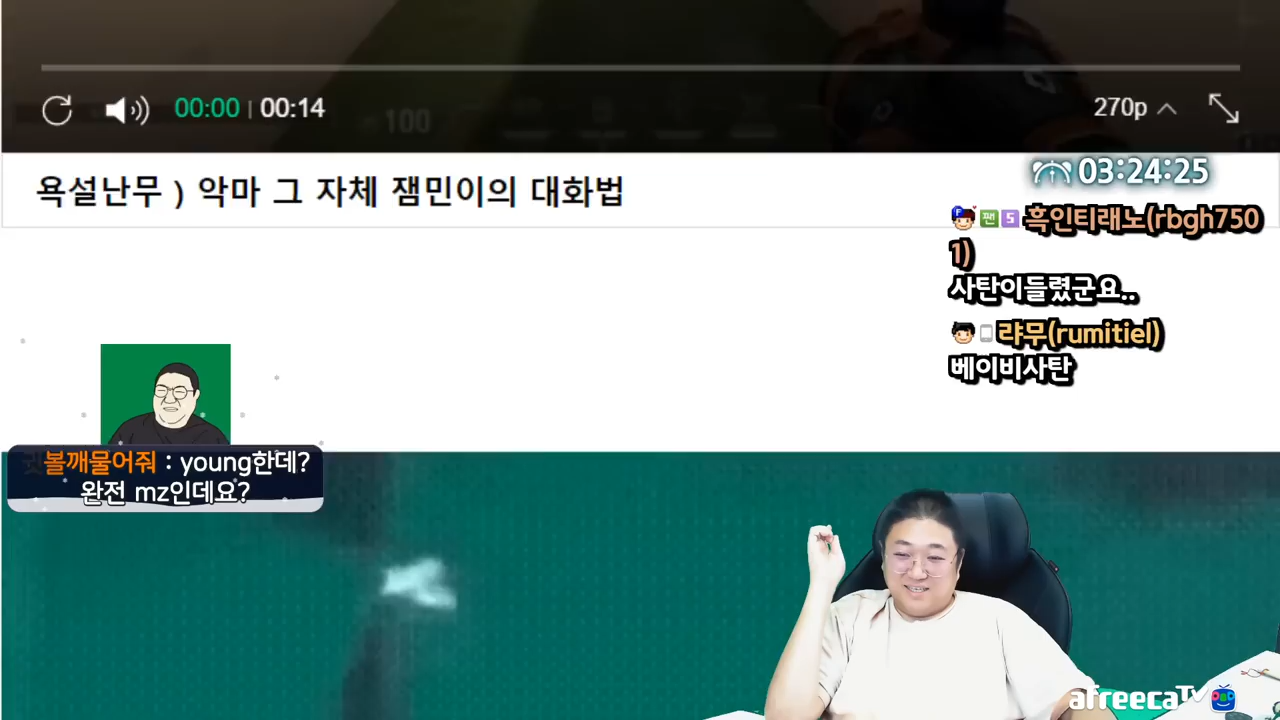 00:00 | 00:14
100
270p
욕설난무 ) 악마 그 자체 잼민이의 대화법
03:24:25
F 팬 5 흑인티래노(rbgh750
1)
사탄이들렸군요..
랴무(rumitiel)
베이비사탄
볼깨물어줘 : young한데?
완전 mz인데요?
afreecaTV